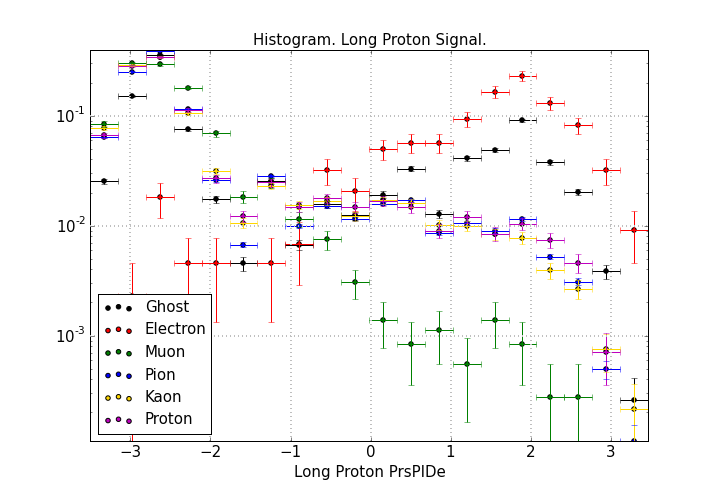 Histogram. Long Proton Signal.
10^-1
10^-2
10^-3
Ghost
Electron
Muon
Pion
Kaon
Proton
−3 −2 −1 0 1 2 3
Long Proton PrsPIDe